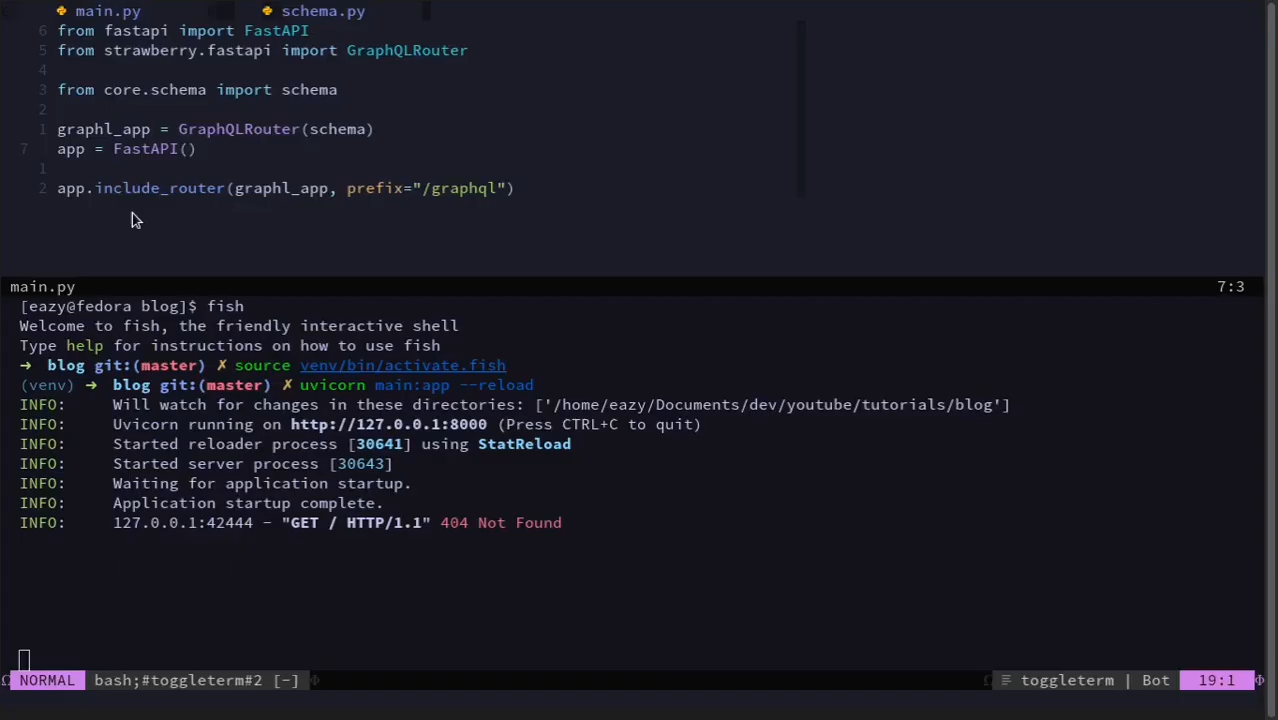 main.py schema.py
6 from fastapi import FastAPI
5 from strawberry.fastapi import GraphQLRouter
4
3 from core.schema import schema
2
1 graphl_app = GraphQLRouter(schema)
7 app = FastAPI()
1
2 app.include_router(graphl_app, prefix="/graphql")
main.py 7:3
[eazy@fedora blog]$ fish
Welcome to fish, the friendly interactive shell
Type help for instructions on how to use fish
➜ blog git:(master) ✗ source venv/bin/activate.fish
(venv) ➜ blog git:(master) ✗ uvicorn main:app --reload
INFO: Will watch for changes in these directories: ['/home/eazy/Documents/dev/youtube/tutorials/blog']
INFO: Uvicorn running on http://127.0.0.1:8000 (Press CTRL+C to quit)
INFO: Started reloader process [30641] using StatReload
INFO: Started server process [30643]
INFO: Waiting for application startup.
INFO: Application startup complete.
INFO: 127.0.0.1:42444 - "GET / HTTP/1.1" 404 Not Found
NORMAL bash;#toggleterm#2 [-] toggleterm | Bot 19:1